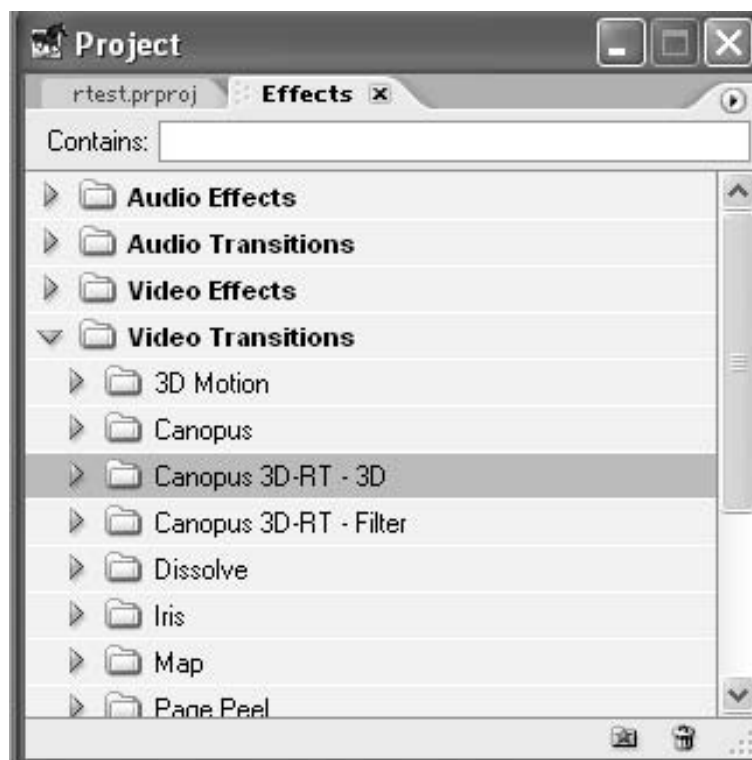 Project
rtest.prproj Effects
Contains:
Audio Effects
Audio Transitions
Video Effects
Video Transitions
3D Motion
Canopus
Canopus 3D-RT - 3D
Canopus 3D-RT - Filter
Dissolve
Iris
Map
Page Peel